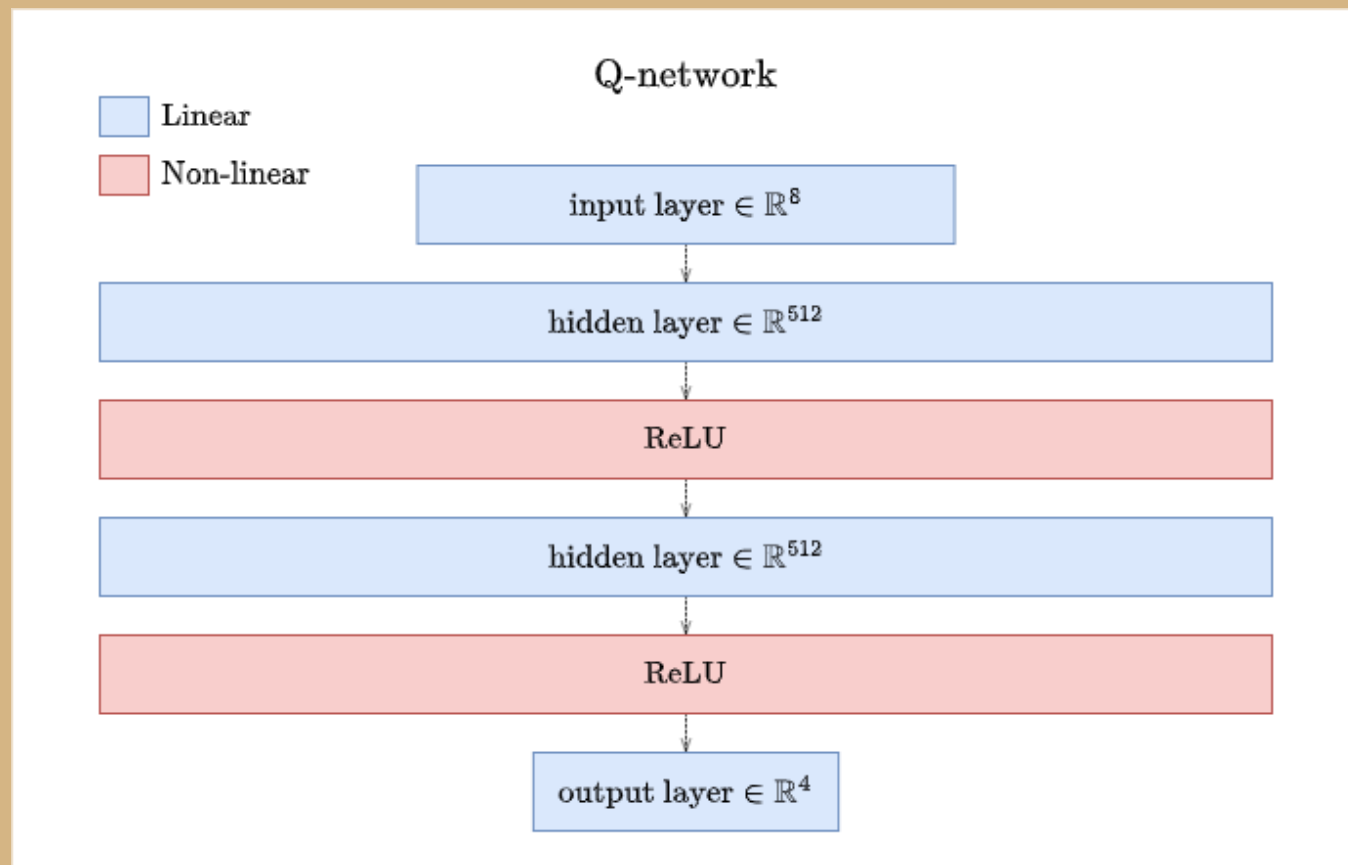 Q-network
Linear
Non-linear
input layer ∈ ℝ⁸
hidden layer ∈ ℝ⁵¹²
ReLU
hidden layer ∈ ℝ⁵¹²
ReLU
output layer ∈ ℝ⁴